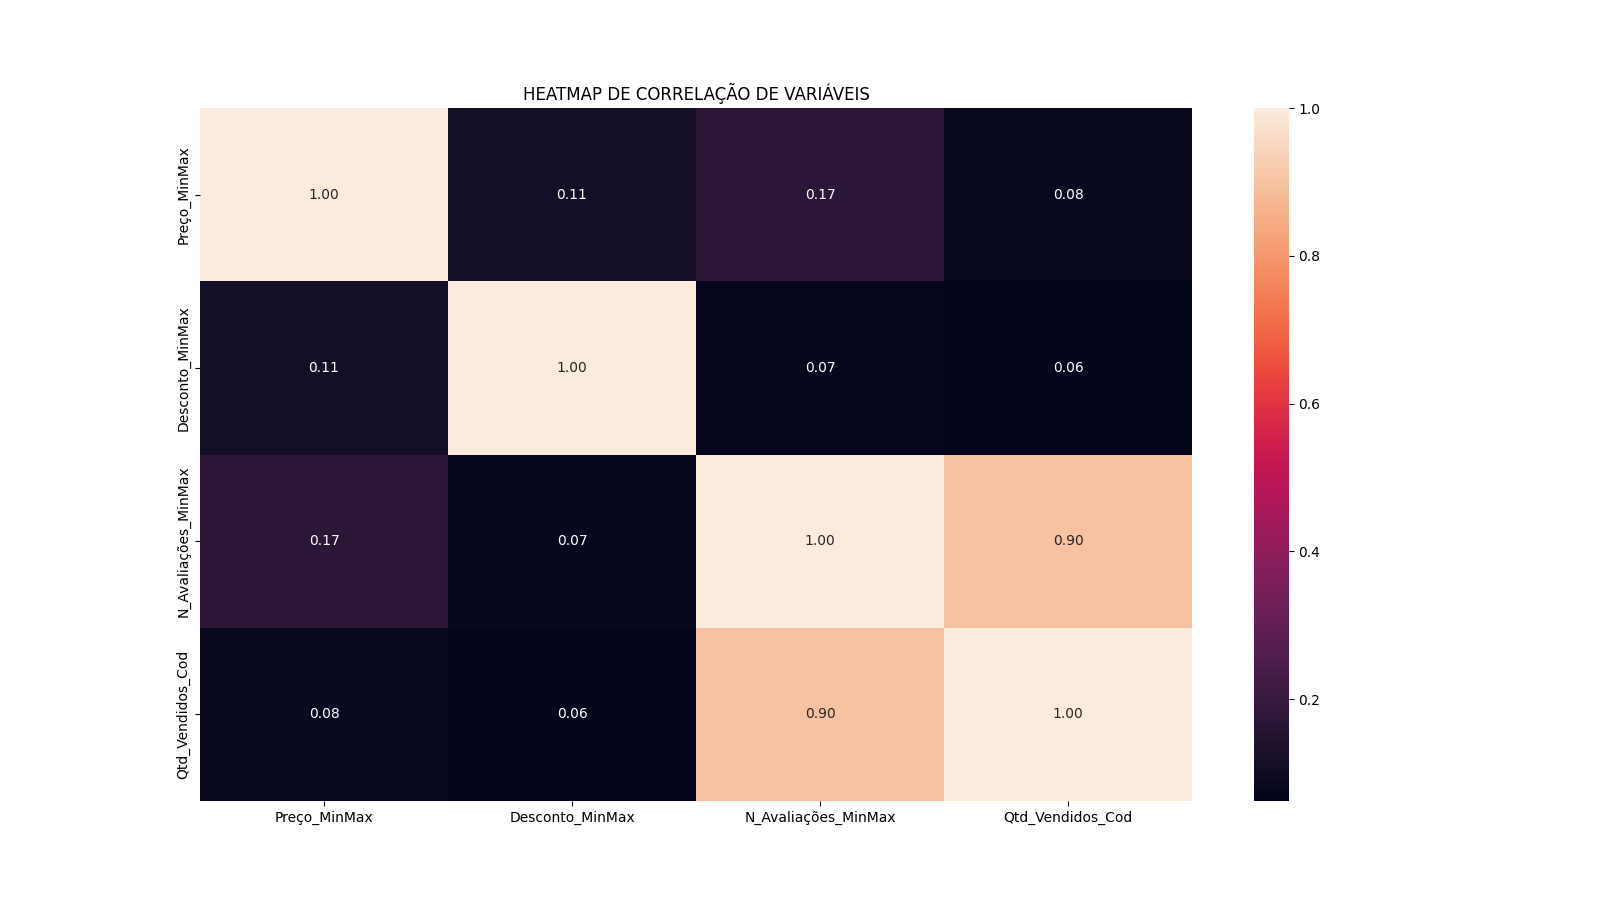 HEATMAP DE CORRELAÇÃO DE VARIÁVEIS
Preço_MinMax
1.00 0.11 0.17 0.08
Desconto_MinMax
0.11 1.00 0.07 0.06
N_Avaliações_MinMax
0.17 0.07 1.00 0.90
Qtd_Vendidos_Cod
0.08 0.06 0.90 1.00
Preço_MinMax Desconto_MinMax N_Avaliações_MinMax Qtd_Vendidos_Cod
1.0
0.8
0.6
0.4
0.2